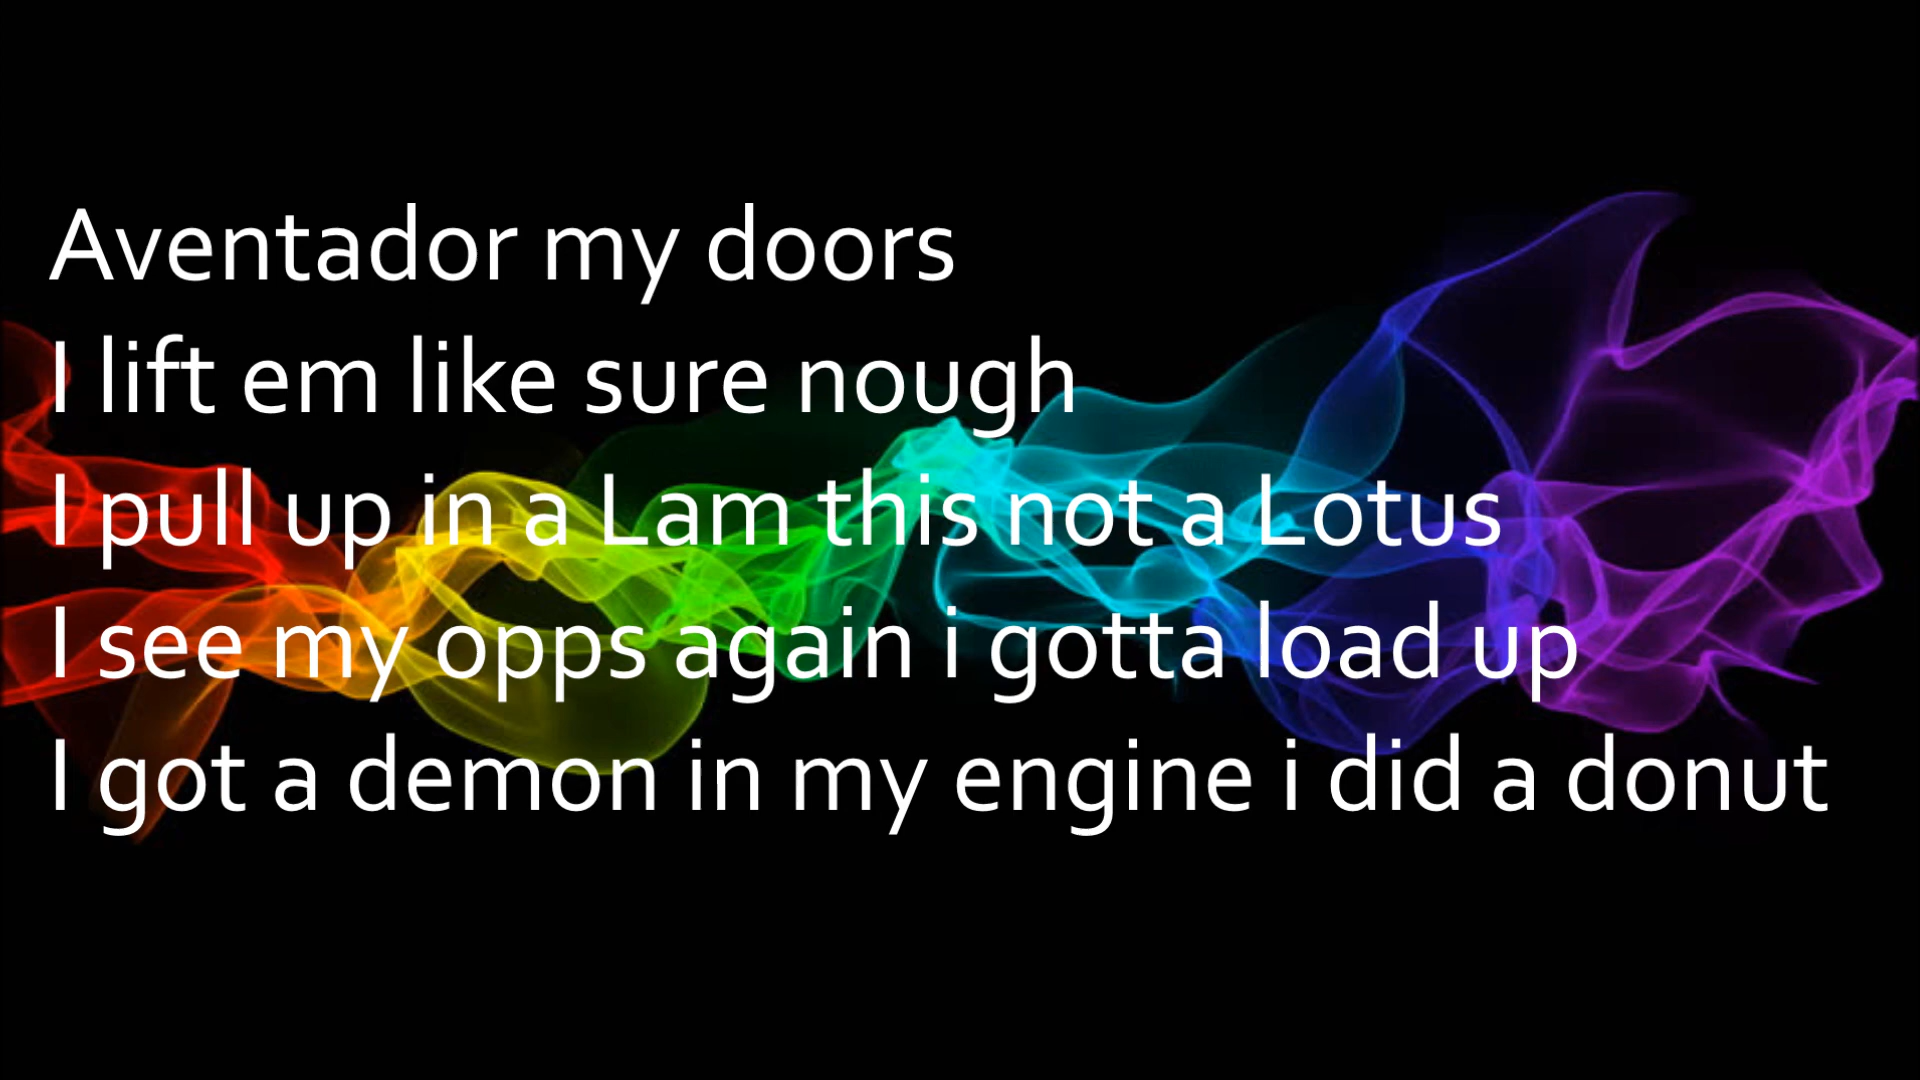 Aventador my doors
I lift em like sure nough
I pull up in a Lam this not a Lotus
I see my opps again i gotta load up
I got a demon in my engine i did a donut